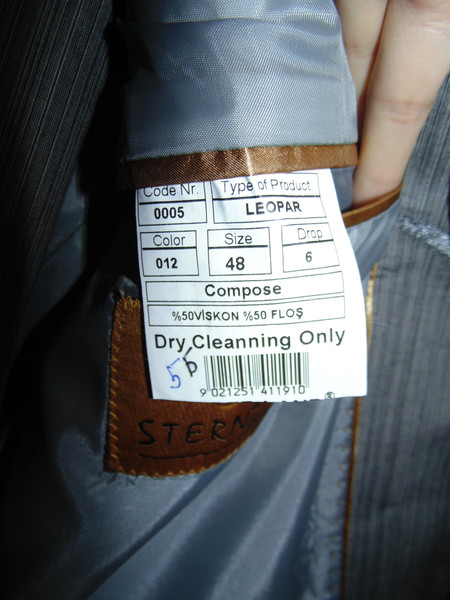 Code Nr. Type of Product
0005 LEOPAR
Color Size Drop
012 48 6
Compose
%50VİSKON %50 FLOŞ
Dry Cleanning Only
55
9 021251 411910
®
STERN